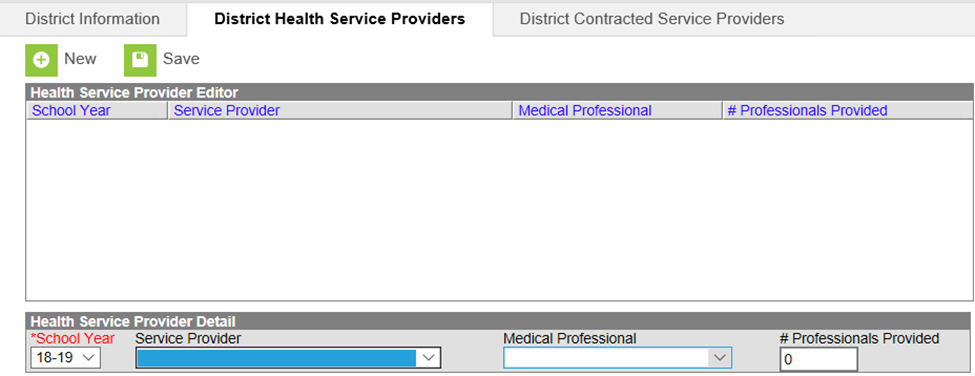 District Information District Health Service Providers District Contracted Service Providers
New Save
Health Service Provider Editor
School Year Service Provider Medical Professional # Professionals Provided
Health Service Provider Detail
*School Year Service Provider Medical Professional # Professionals Provided
18-19 0